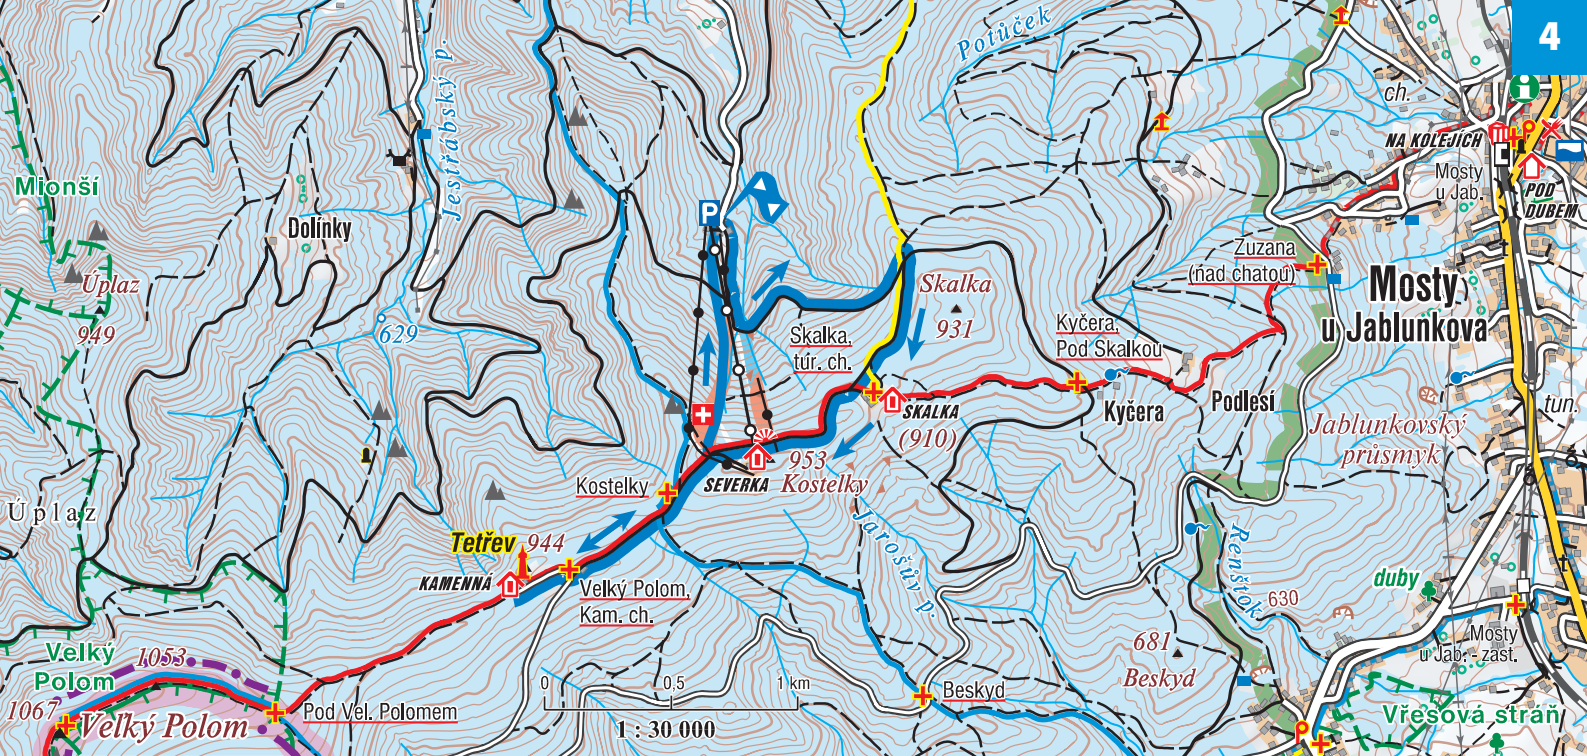 4
Potůček
ch.
Jestřábský p.
NA KOLEJÍCH
Mosty
u Jab.
POD
DUBEM
Mionší
Dolínky
P
Zuzana
(nad chatou)
Úplaz
949
Skalka
931
Mosty
u Jablunkova
629
Skalka,
túr. ch.
Kyčera,
Pod Skalkou
SKALKA
(910)
Kyčera
Podlesí
tun.
Jablunkovský
průsmyk
953
Kostelky
SEVERKA
Kostelky
Úplaz
Tetřev
944
KAMENNÁ
Jarošův p.
Renštok
Velký Polom,
Kam. ch.
duby
630
Mosty
u Jab. - zast.
681
Beskyd
Velký
Polom
1053
1067
Velký Polom
Pod Vel. Polomem
0
0,5
1 km
1 : 30 000
Beskyd
Vřesová stráň
P